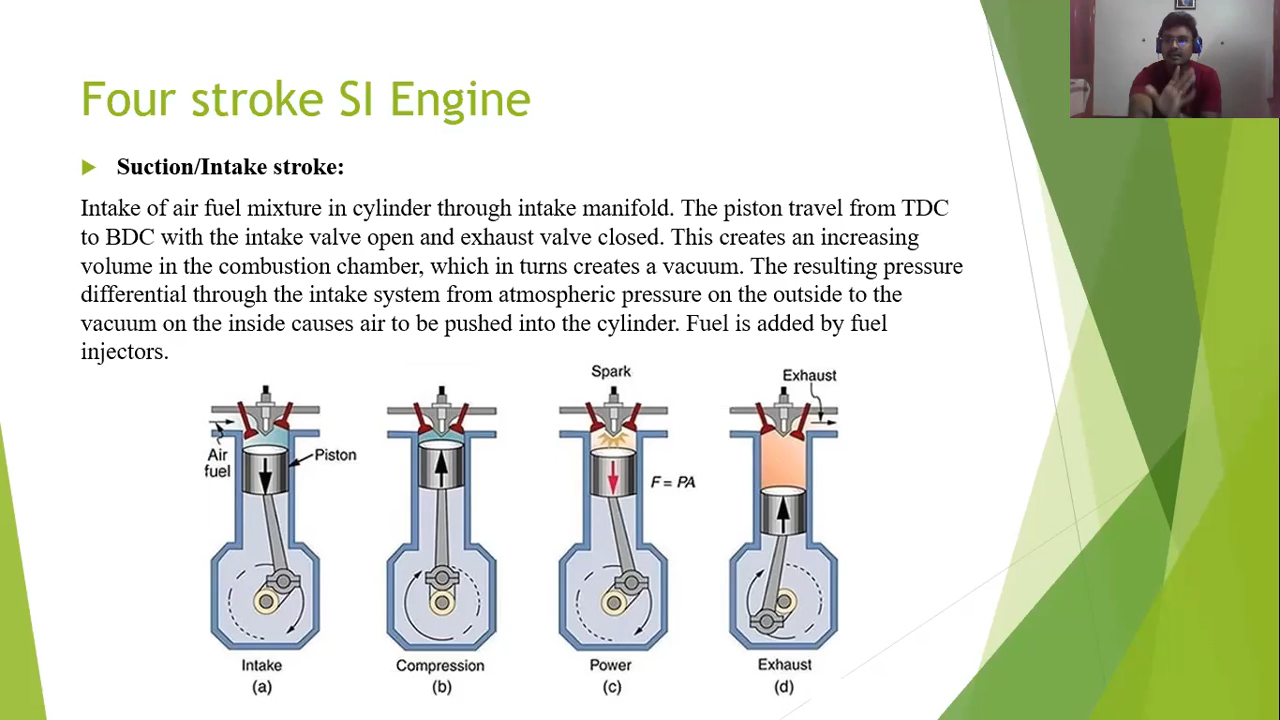 Four stroke SI Engine
Suction/Intake stroke:
Intake of air fuel mixture in cylinder through intake manifold. The piston travel from TDC
to BDC with the intake valve open and exhaust valve closed. This creates an increasing
volume in the combustion chamber, which in turns creates a vacuum. The resulting pressure
differential through the intake system from atmospheric pressure on the outside to the
vacuum on the inside causes air to be pushed into the cylinder. Fuel is added by fuel
injectors.
Spark
Exhaust
Air
fuel
Piston
F = PA
Intake
(a)
Compression
(b)
Power
(c)
Exhaust
(d)